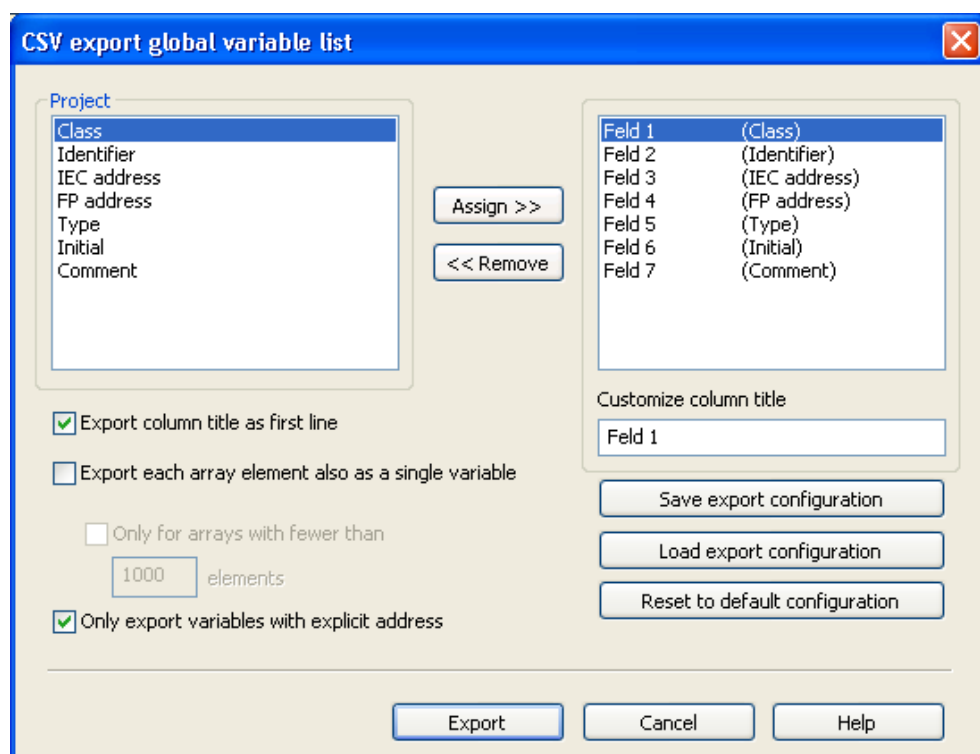 CSV export global variable list
Project
Class
Identifier
IEC address
FP address
Type
Initial
Comment
Assign >>
<< Remove
Feld 1 (Class)
Feld 2 (Identifier)
Feld 3 (IEC address)
Feld 4 (FP address)
Feld 5 (Type)
Feld 6 (Initial)
Feld 7 (Comment)
Customize column title
Feld 1
Export column title as first line
Export each array element also as a single variable
Only for arrays with fewer than
1000 elements
Only export variables with explicit address
Save export configuration
Load export configuration
Reset to default configuration
Export
Cancel
Help